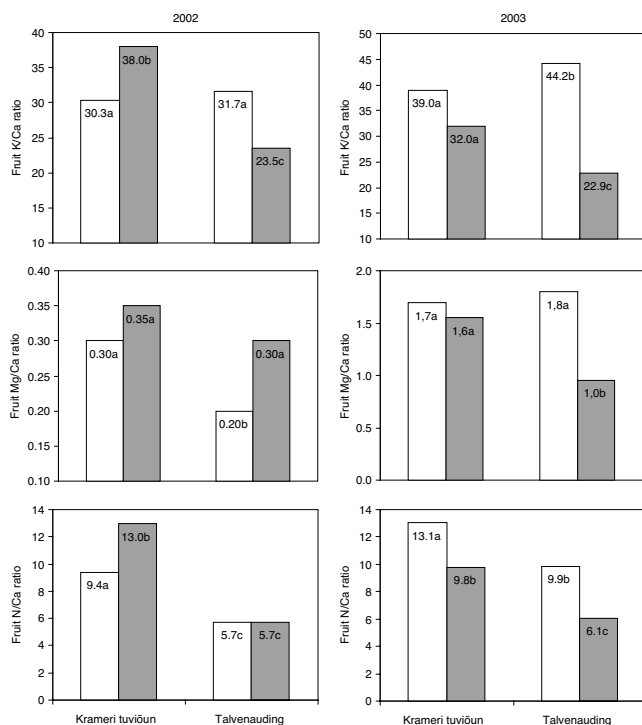 2002
2003
Fruit K/Ca ratio
40
35
30
25
20
15
10
30.3a
38.0b
31.7a
23.5c
Fruit K/Ca ratio
50
45
40
35
30
25
20
15
10
39.0a
32.0a
44.2b
22.9c
Fruit Mg/Ca ratio
0.40
0.35
0.30
0.25
0.20
0.15
0.10
0.30a
0.35a
0.20b
0.30a
Fruit Mg/Ca ratio
2.0
1.5
1.0
0.5
0.0
1,7a
1,6a
1,8a
1,0b
Fruit N/Ca ratio
14
12
10
8
6
4
2
0
9.4a
13.0b
5.7c
5.7c
Krameri tuviõun
Talvenauding
Fruit N/Ca ratio
14
12
10
8
6
4
2
0
13.1a
9.8b
9.9b
6.1c
Krameri tuviõun
Talvenauding